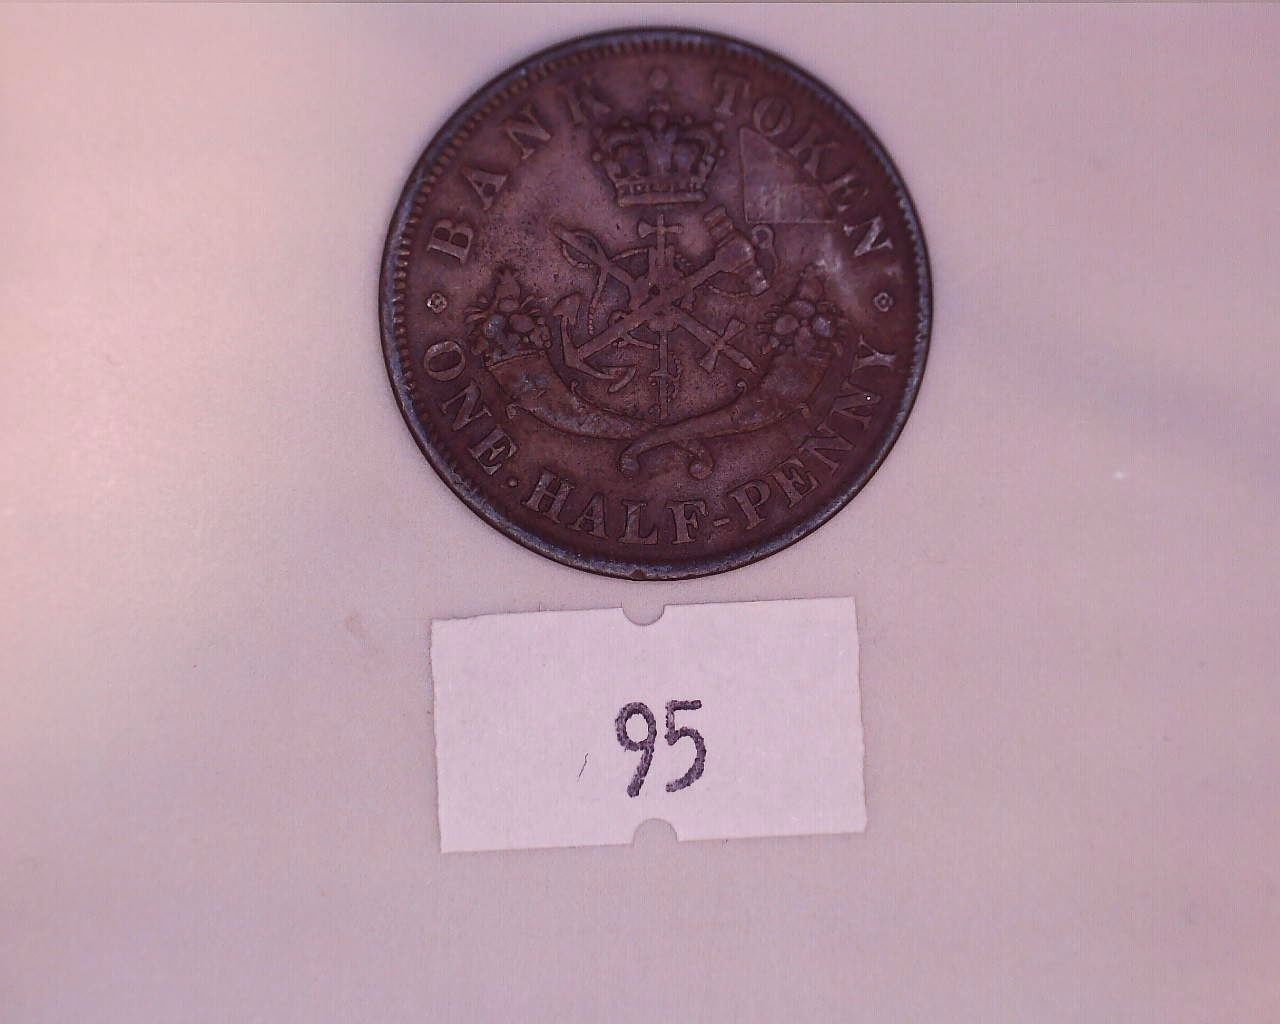 BANK TOKEN
ONE · HALF-PENNY
95